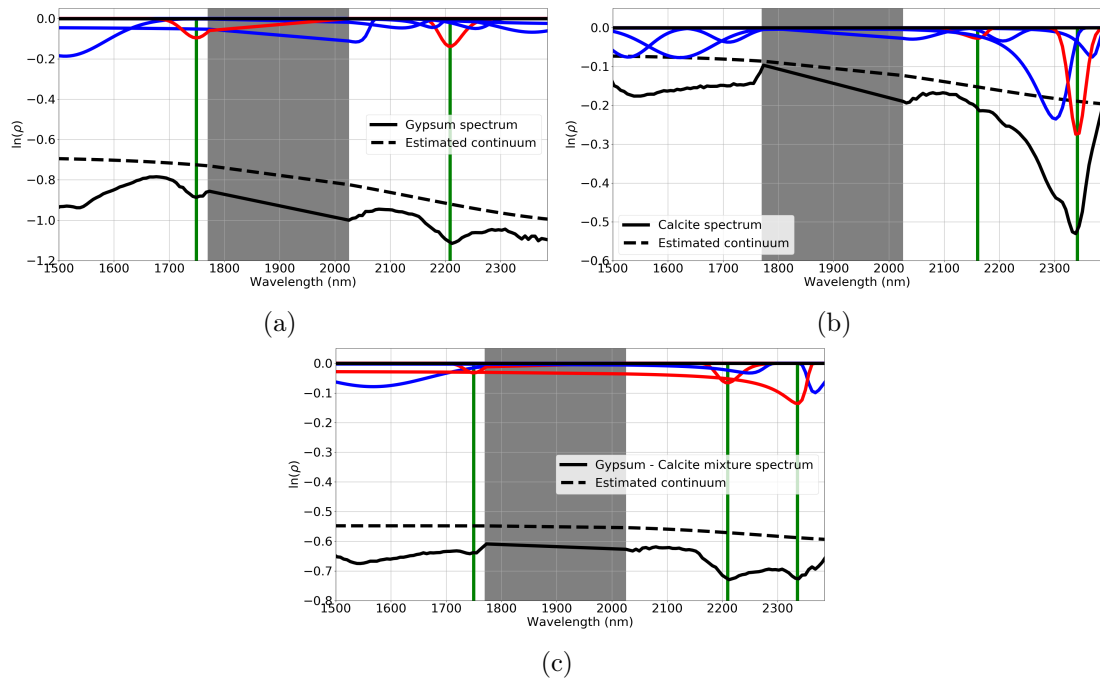 0.0
−0.2
−0.4
−0.6
−0.8
−1.0
−1.2
ln(ρ)
Gypsum spectrum
Estimated continuum
1500 1600 1700 1800 1900 2000 2100 2200 2300
Wavelength (nm)
(a)
0.0
−0.1
−0.2
−0.3
−0.4
−0.5
−0.6
ln(ρ)
Calcite spectrum
Estimated continuum
1500 1600 1700 1800 1900 2000 2100 2200 2300
Wavelength (nm)
(b)
0.0
−0.1
−0.2
−0.3
−0.4
−0.5
−0.6
−0.7
−0.8
ln(ρ)
Gypsum - Calcite mixture spectrum
Estimated continuum
1500 1600 1700 1800 1900 2000 2100 2200 2300
Wavelength (nm)
(c)